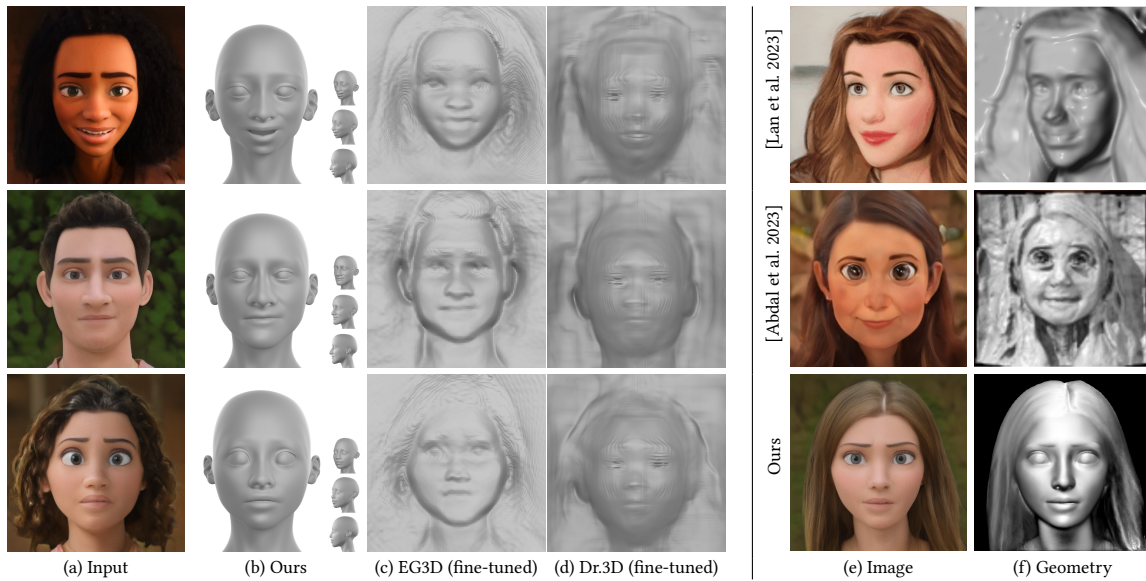 [Lan et al. 2023]
[Abdal et al. 2023]
Ours
(a) Input
(b) Ours
(c) EG3D (fine-tuned)
(d) Dr.3D (fine-tuned)
(e) Image
(f) Geometry